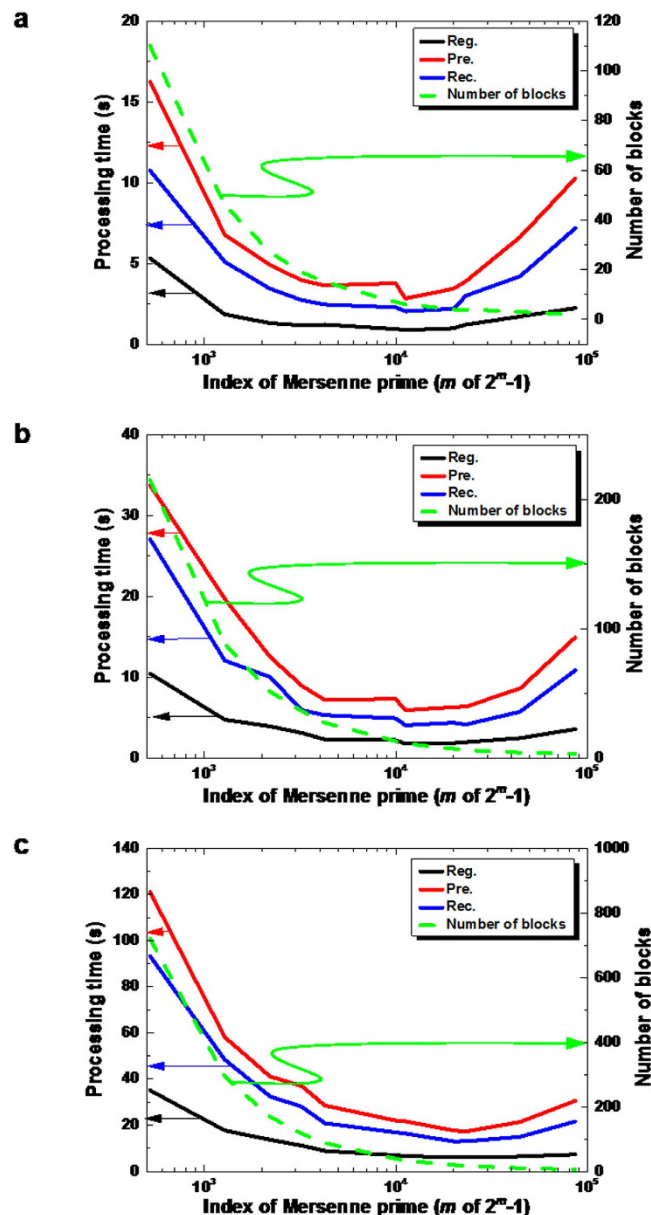 a
20
15
10
5
0
Processing time (s)
Reg.
Pre.
Rec.
Number of blocks
120
100
80
60
40
20
0
Number of blocks
10³ 10⁴ 10⁵
Index of Mersenne prime (m of 2ᵐ-1)
b
40
30
20
10
0
Processing time (s)
Reg.
Pre.
Rec.
Number of blocks
200
100
0
Number of blocks
10³ 10⁴ 10⁵
Index of Mersenne prime (m of 2ᵐ-1)
c
140
120
100
80
60
40
20
0
Processing time (s)
Reg.
Pre.
Rec.
Number of blocks
1000
800
600
400
200
0
Number of blocks
10³ 10⁴ 10⁵
Index of Mersenne prime (m of 2ᵐ-1)